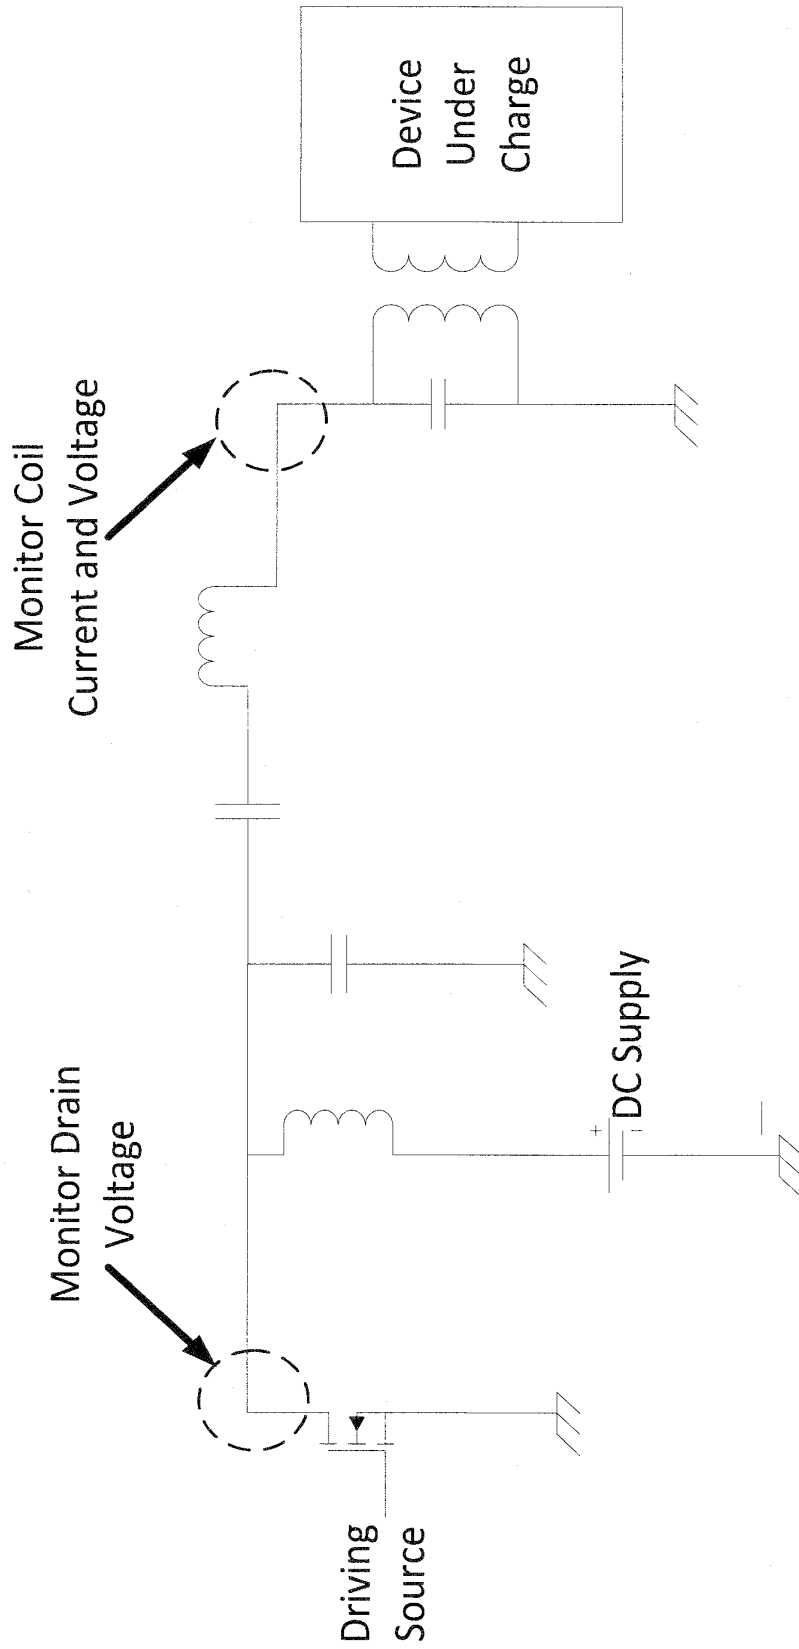 Monitor Drain
Voltage
Monitor Coil
Current and Voltage
Driving
Source
+
–
DC Supply
Device
Under
Charge